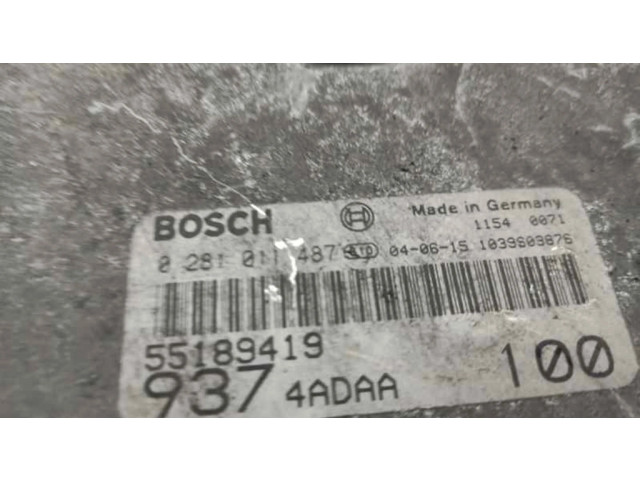 BOSCH Made in Germany
1154 0071
0 281 011 487 04-06-15 1039S03876
55189419
937 4ADAA 100